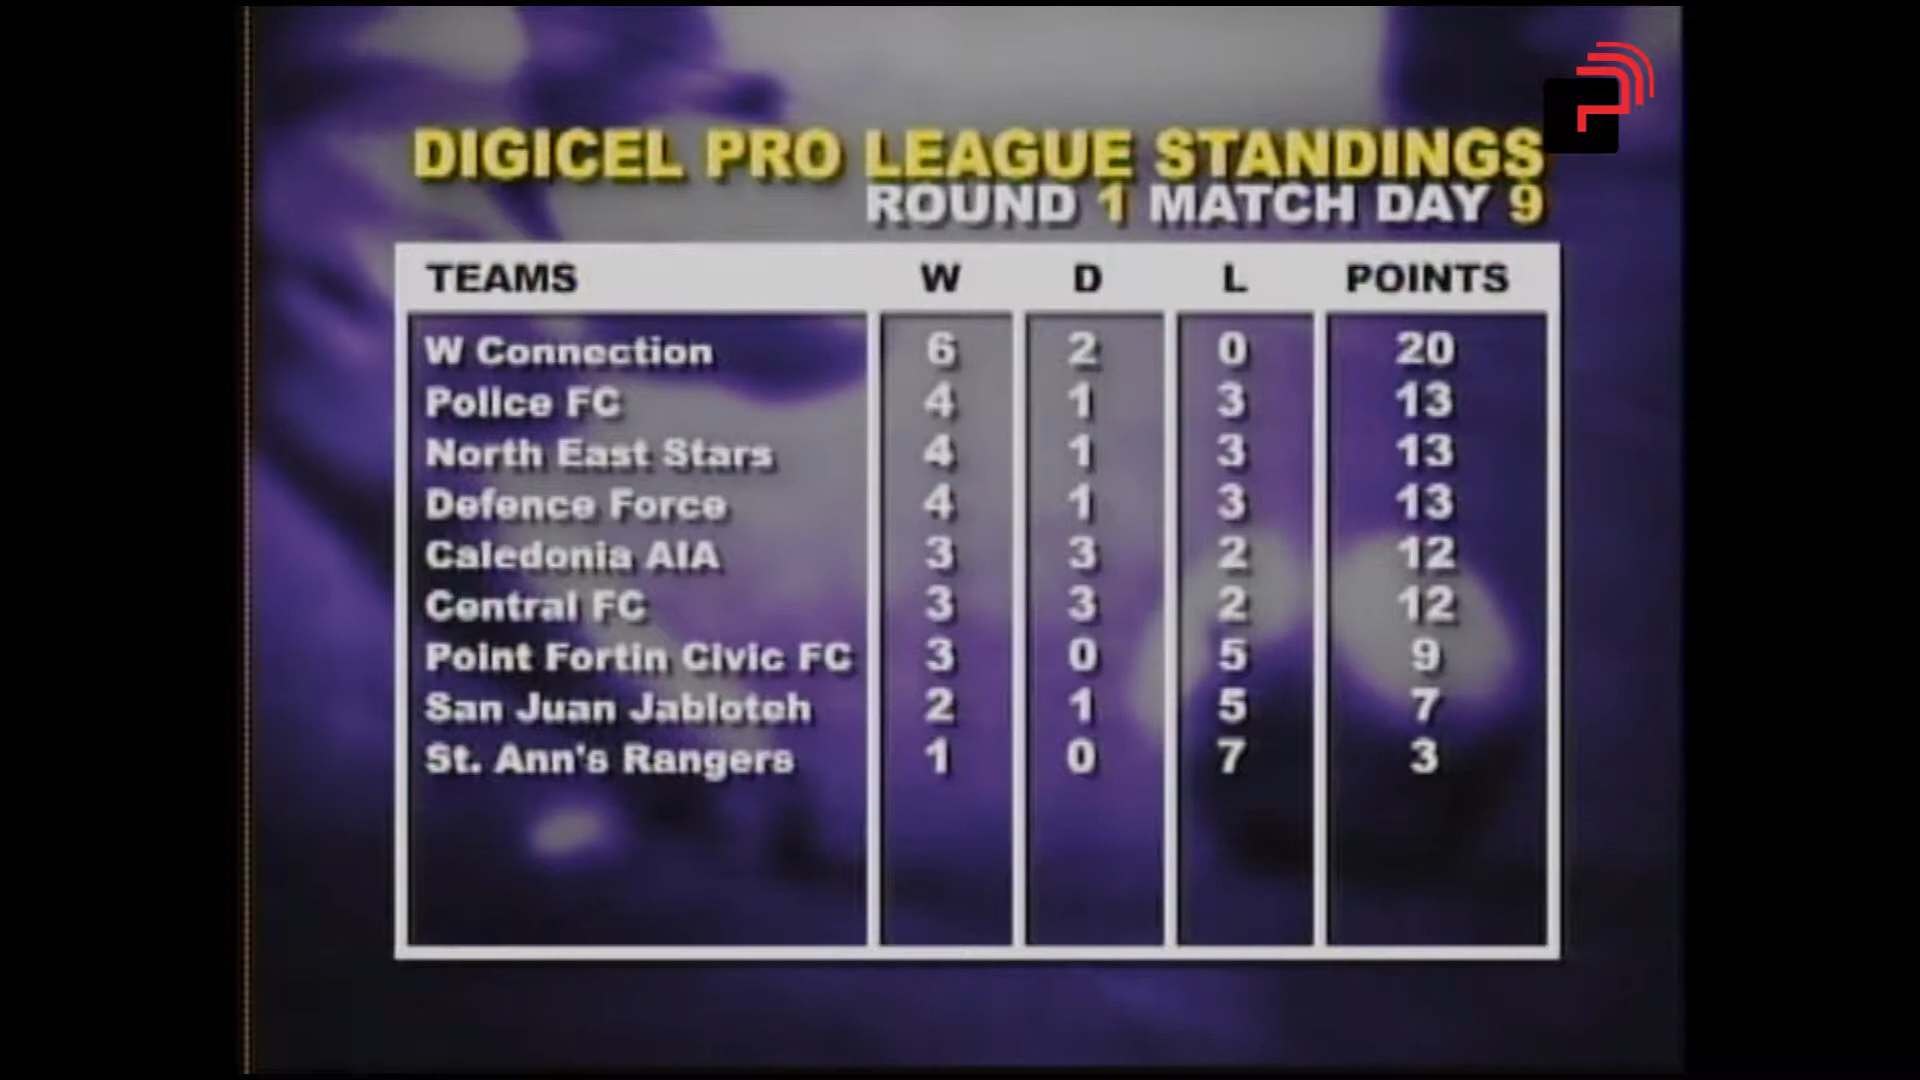 DIGICEL PRO LEAGUE STANDINGS
ROUND 1 MATCH DAY 9
TEAMS W D L POINTS
W Connection 6 2 0 20
Police FC 4 1 3 13
North East Stars 4 1 3 13
Defence Force 4 1 3 13
Caledonia AIA 3 3 2 12
Central FC 3 3 2 12
Point Fortin Civic FC 3 0 5 9
San Juan Jabloteh 2 1 5 7
St. Ann's Rangers 1 0 7 3